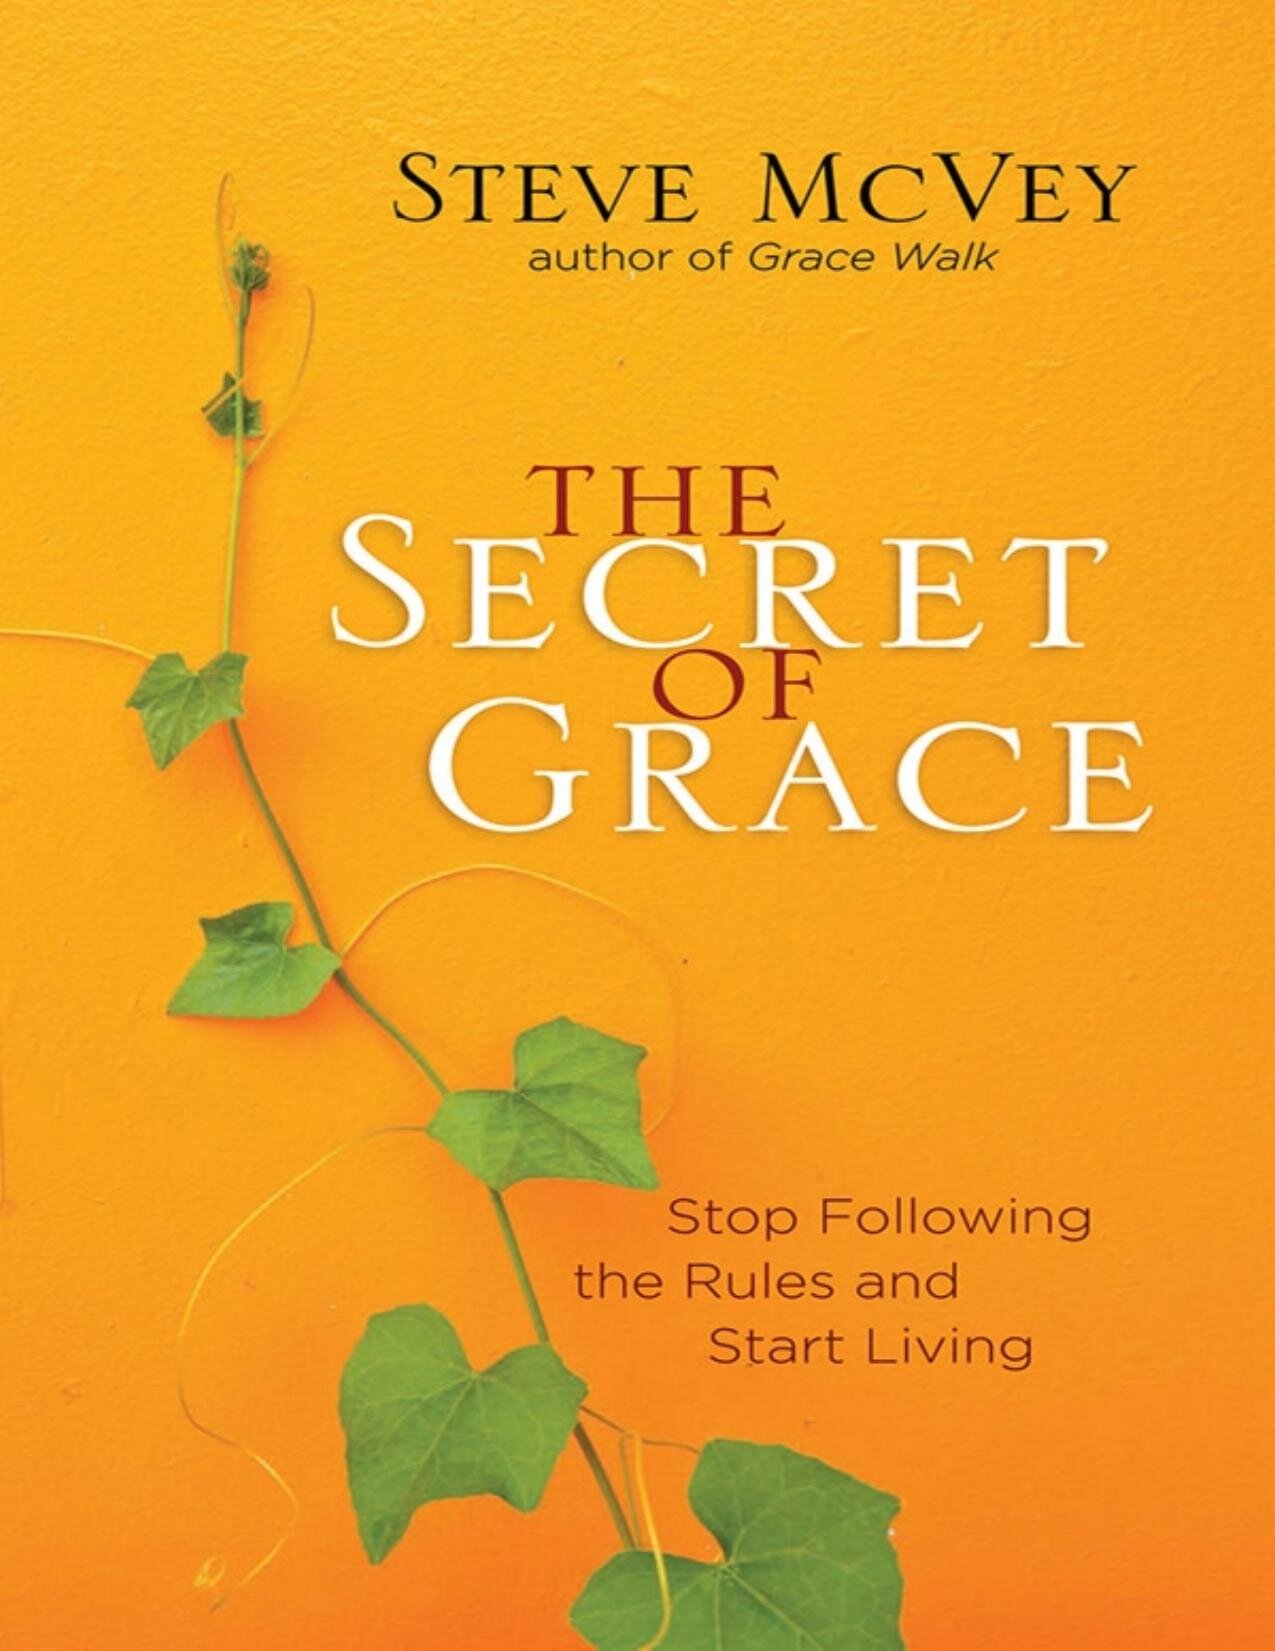 STEVE MCVEY
author of Grace Walk
THE
SECRET
OF
GRACE
Stop Following
the Rules and
Start Living